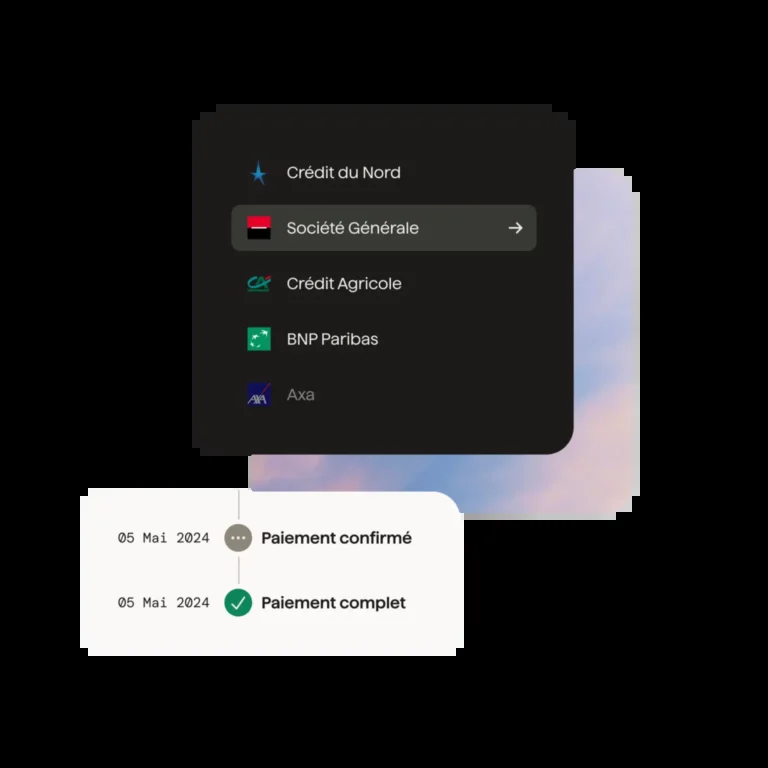 Crédit du Nord
Société Générale
Crédit Agricole
BNP Paribas
AXA Axa
05 Mai 2024 Paiement confirmé
05 Mai 2024 Paiement complet